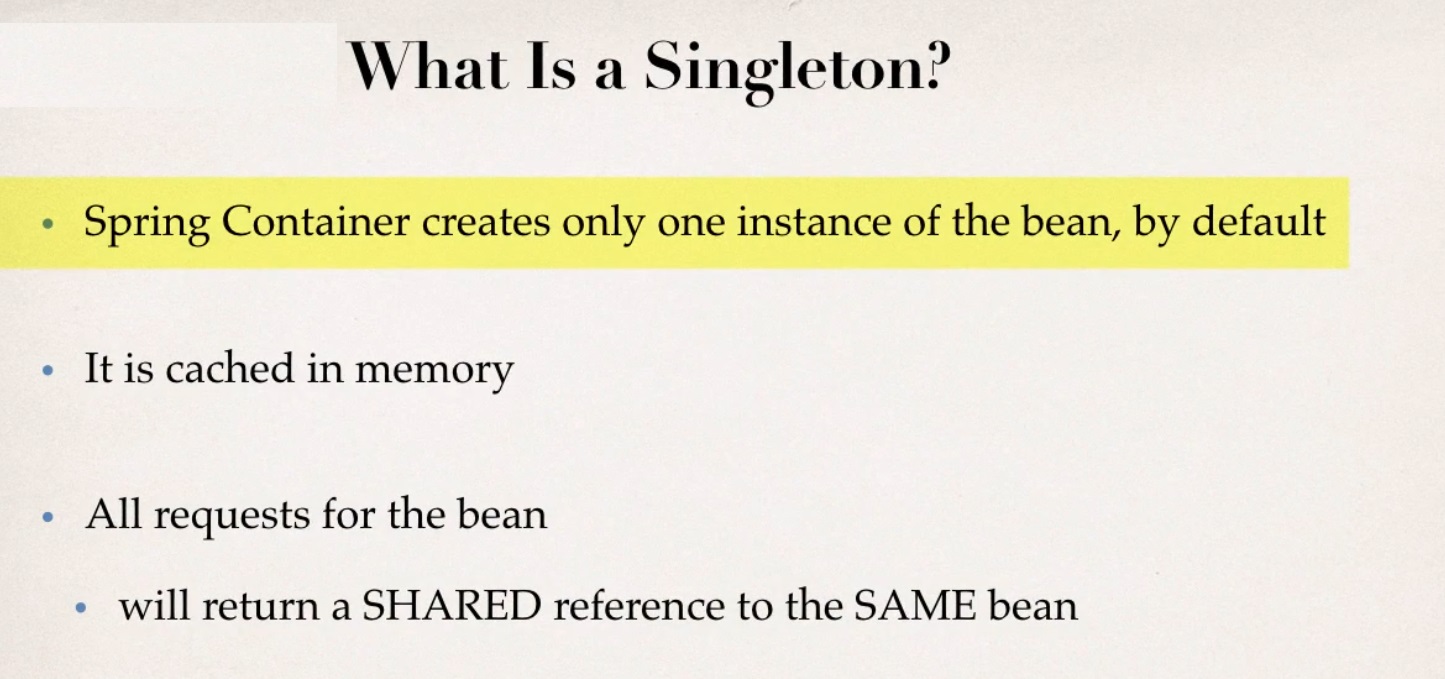 What Is a Singleton?
• Spring Container creates only one instance of the bean, by default
• It is cached in memory
• All requests for the bean
• will return a SHARED reference to the SAME bean